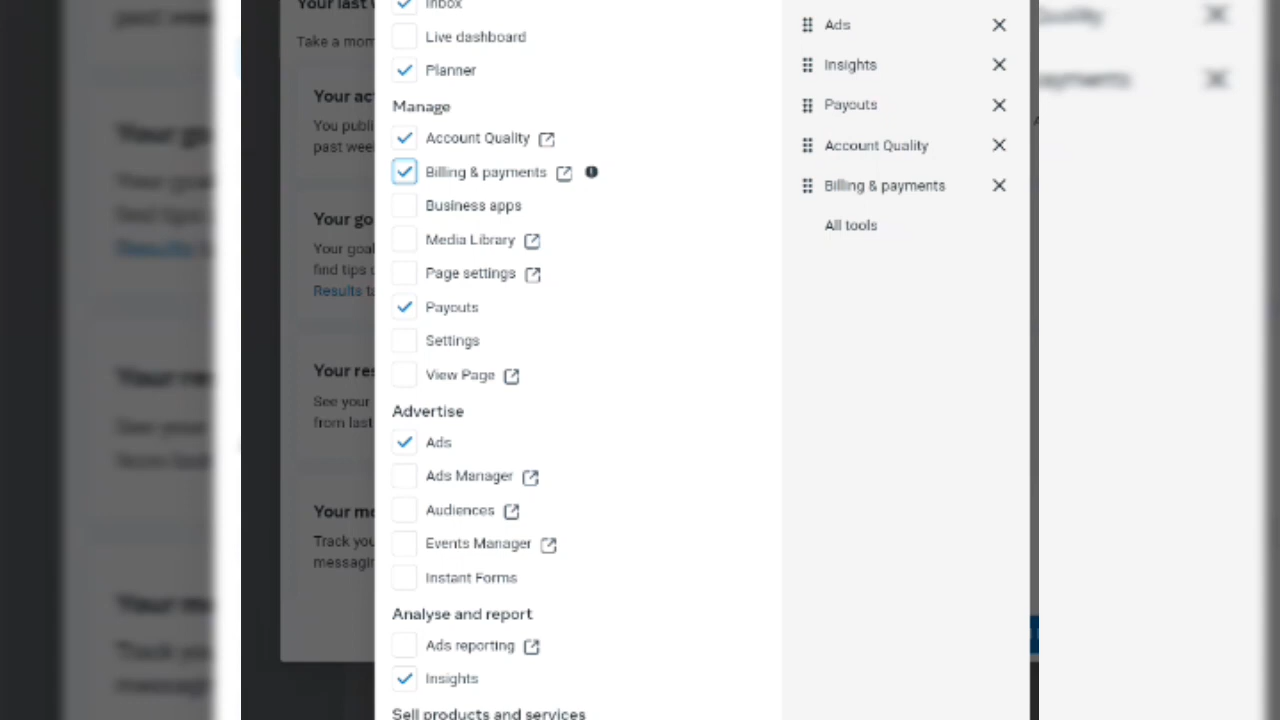 Your last
Take a mom
Your ac
You publi
past wee
Your go
Your goal
find tips
Results
Your res
See your
from last
Your me
Track you
messagin
Inbox
Live dashboard
Planner
Manage
Account Quality
Billing & payments
Business apps
Media Library
Page settings
Payouts
Settings
View Page
Advertise
Ads
Ads Manager
Audiences
Events Manager
Instant Forms
Analyse and report
Ads reporting
Insights
Sell products and services
Ads
Insights
Payouts
Account Quality
Billing & payments
All tools